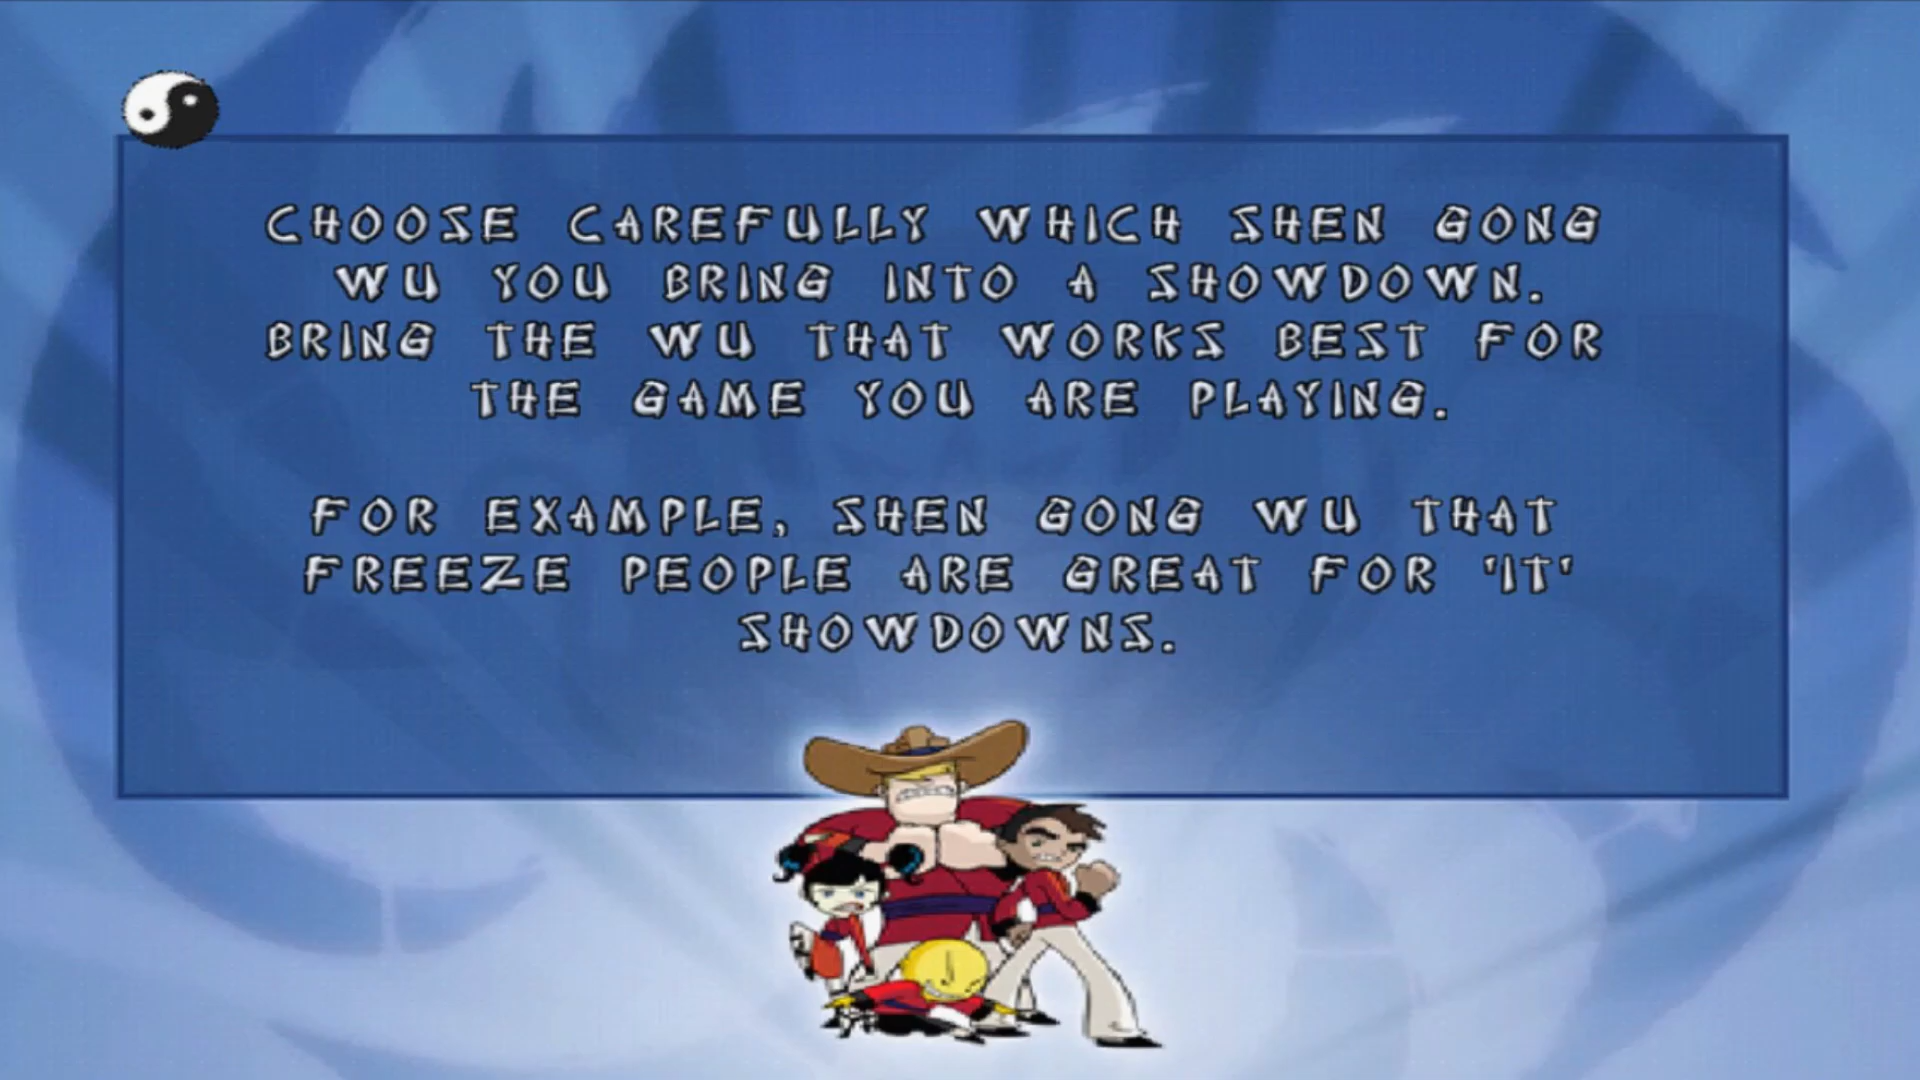 CHOOSE CAREFULLY WHICH SHEN GONG
WU YOU BRING INTO A SHOWDOWN.
BRING THE WU THAT WORKS BEST FOR
THE GAME YOU ARE PLAYING.
FOR EXAMPLE, SHEN GONG WU THAT
FREEZE PEOPLE ARE GREAT FOR 'IT'
SHOWDOWNS.